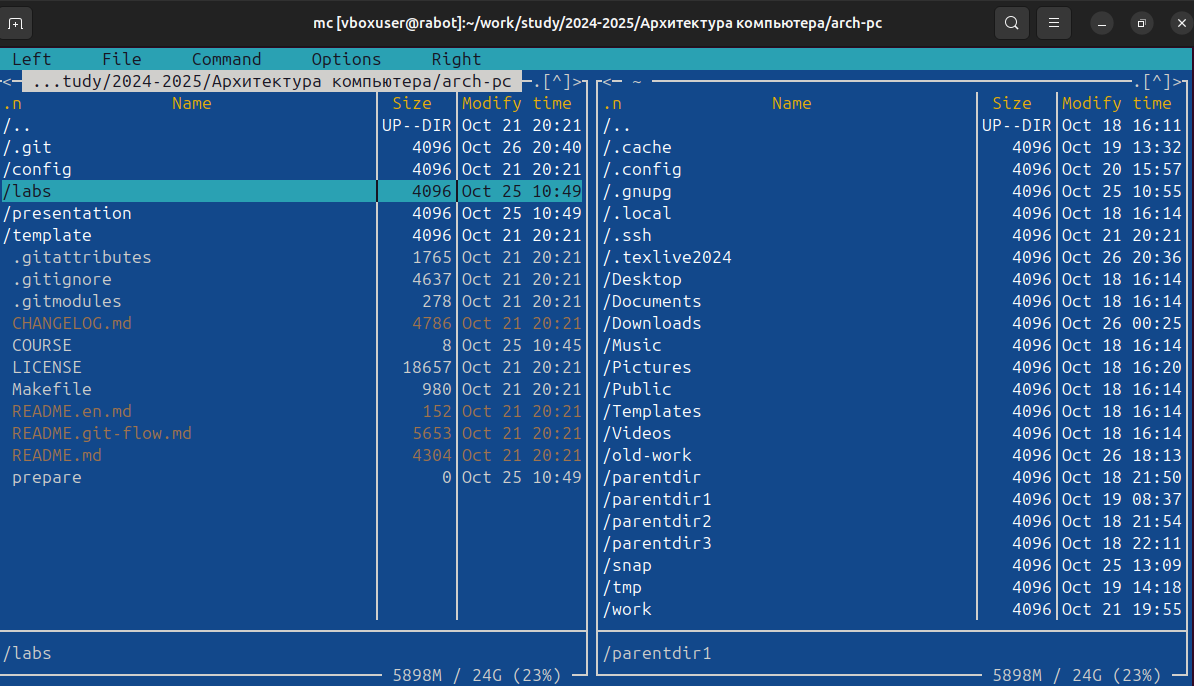 mc [vboxuser@rabot]:~/work/study/2024-2025/Архитектура компьютера/arch-pc
Left File Command Options Right
<─ ...tudy/2024-2025/Архитектура компьютера/arch-pc ─.[^]>
.n Name Size Modify time
/.. UP--DIR Oct 21 20:21
/.git 4096 Oct 26 20:40
/config 4096 Oct 21 20:21
/labs 4096 Oct 25 10:49
/presentation 4096 Oct 25 10:49
/template 4096 Oct 21 20:21
.gitattributes 1765 Oct 21 20:21
.gitignore 4637 Oct 21 20:21
.gitmodules 278 Oct 21 20:21
CHANGELOG.md 4786 Oct 21 20:21
COURSE 8 Oct 25 10:45
LICENSE 18657 Oct 21 20:21
Makefile 980 Oct 21 20:21
README.en.md 152 Oct 21 20:21
README.git-flow.md 5653 Oct 21 20:21
README.md 4304 Oct 21 20:21
prepare 0 Oct 25 10:49
/labs
5898M / 24G (23%)
<─ ~ ─.[^]>
.n Name Size Modify time
/.. UP--DIR Oct 18 16:11
/.cache 4096 Oct 19 13:32
/.config 4096 Oct 20 15:57
/.gnupg 4096 Oct 25 10:55
/.local 4096 Oct 18 16:14
/.ssh 4096 Oct 21 20:21
/.texlive2024 4096 Oct 26 20:36
/Desktop 4096 Oct 18 16:14
/Documents 4096 Oct 18 16:14
/Downloads 4096 Oct 26 00:25
/Music 4096 Oct 18 16:14
/Pictures 4096 Oct 18 16:20
/Public 4096 Oct 18 16:14
/Templates 4096 Oct 18 16:14
/Videos 4096 Oct 18 16:14
/old-work 4096 Oct 26 18:13
/parentdir 4096 Oct 18 21:50
/parentdir1 4096 Oct 19 08:37
/parentdir2 4096 Oct 18 21:54
/parentdir3 4096 Oct 18 22:11
/snap 4096 Oct 25 13:09
/tmp 4096 Oct 19 14:18
/work 4096 Oct 21 19:55
/parentdir1
5898M / 24G (23%)